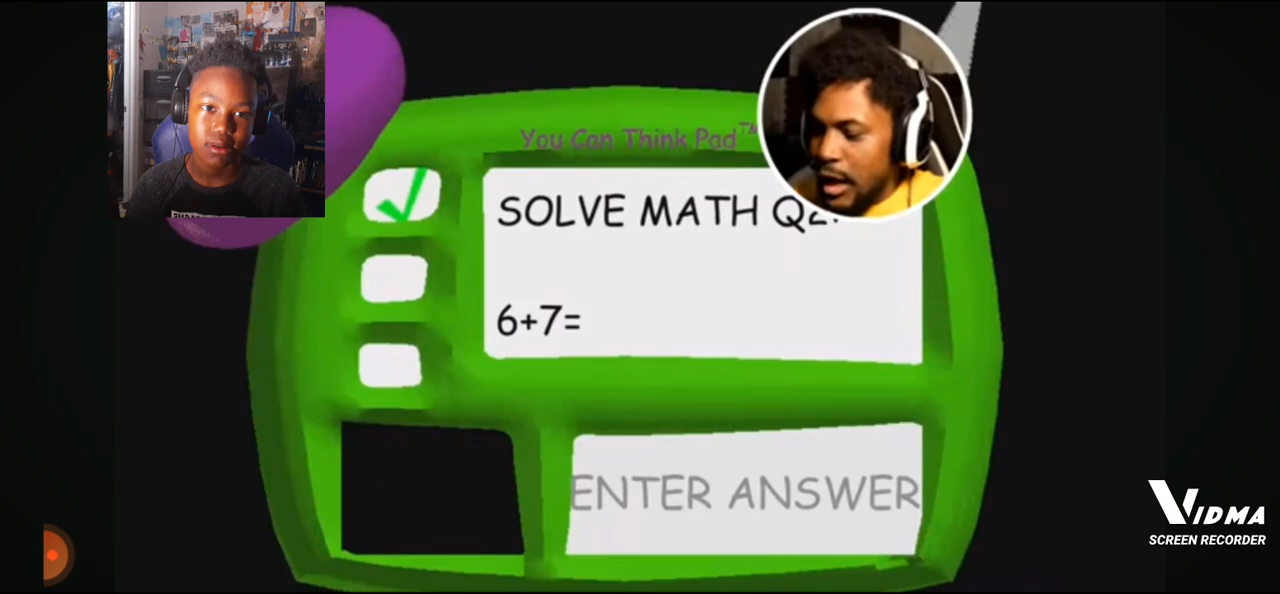 You Can Think Pad™
SOLVE MATH
6+7=
ENTER ANSWER
VIDMA
SCREEN RECORDER